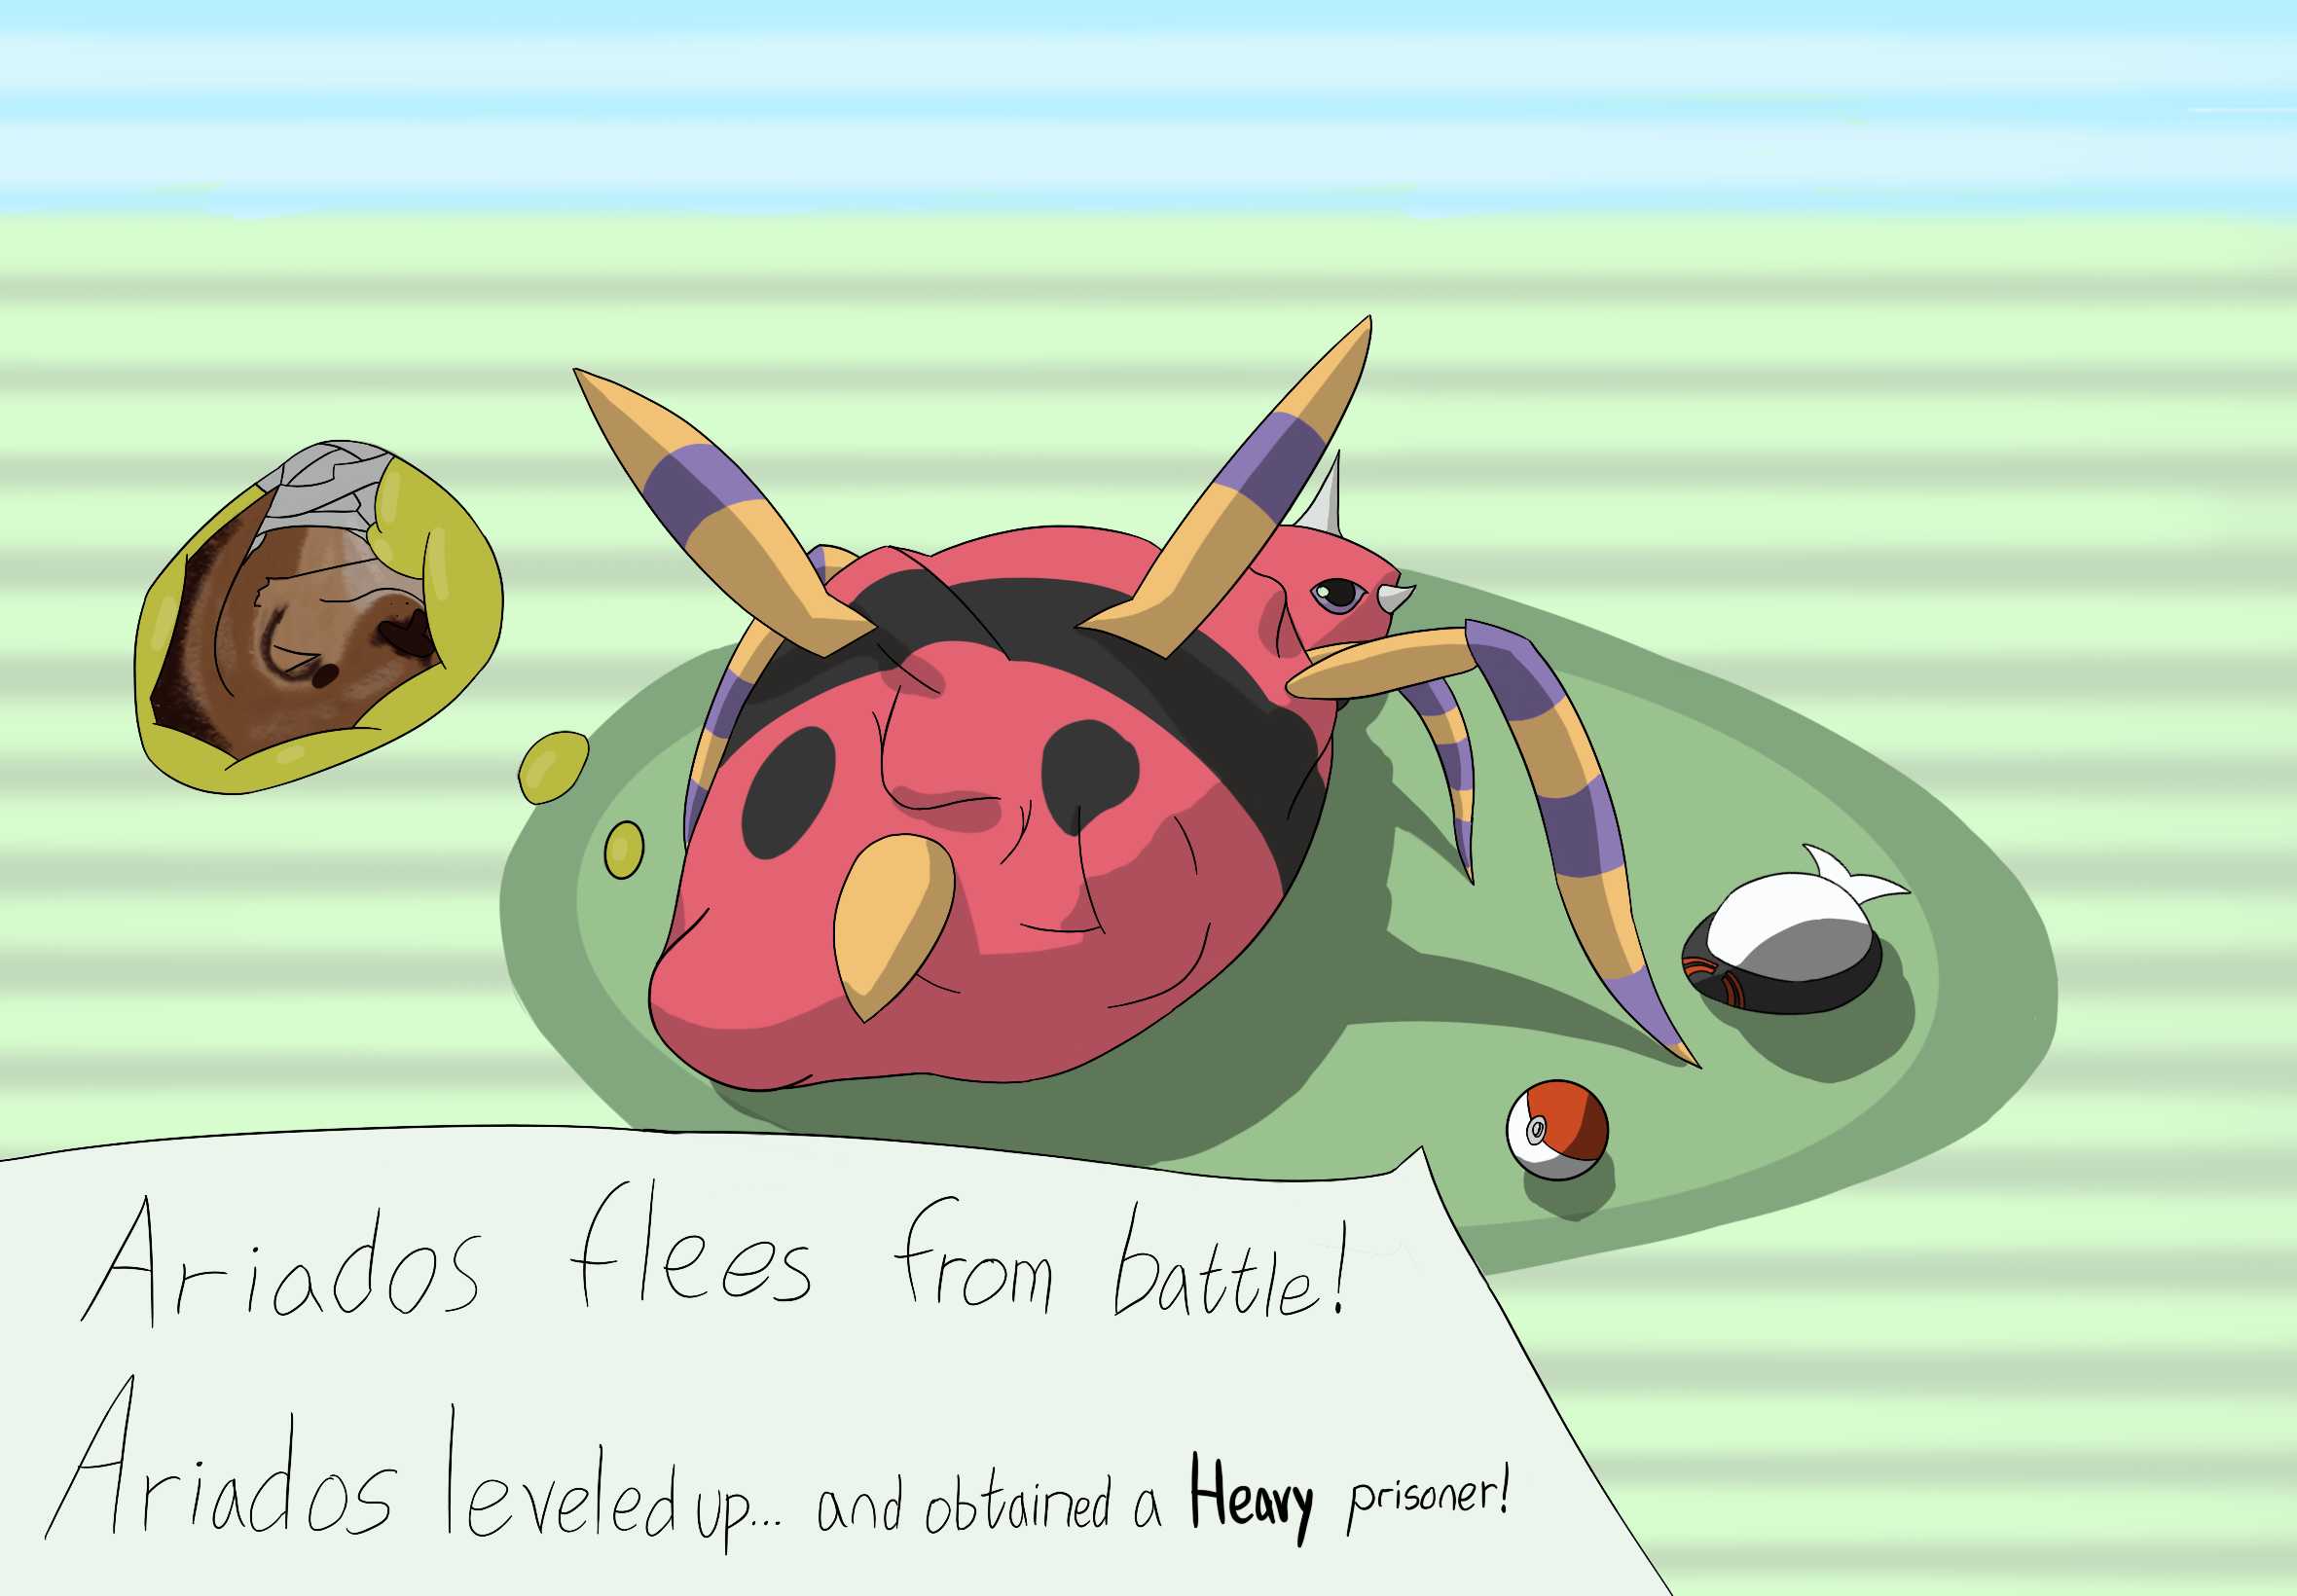 Ariados flees from battle!
Ariados leveled up... and obtained a Heavy prisoner!